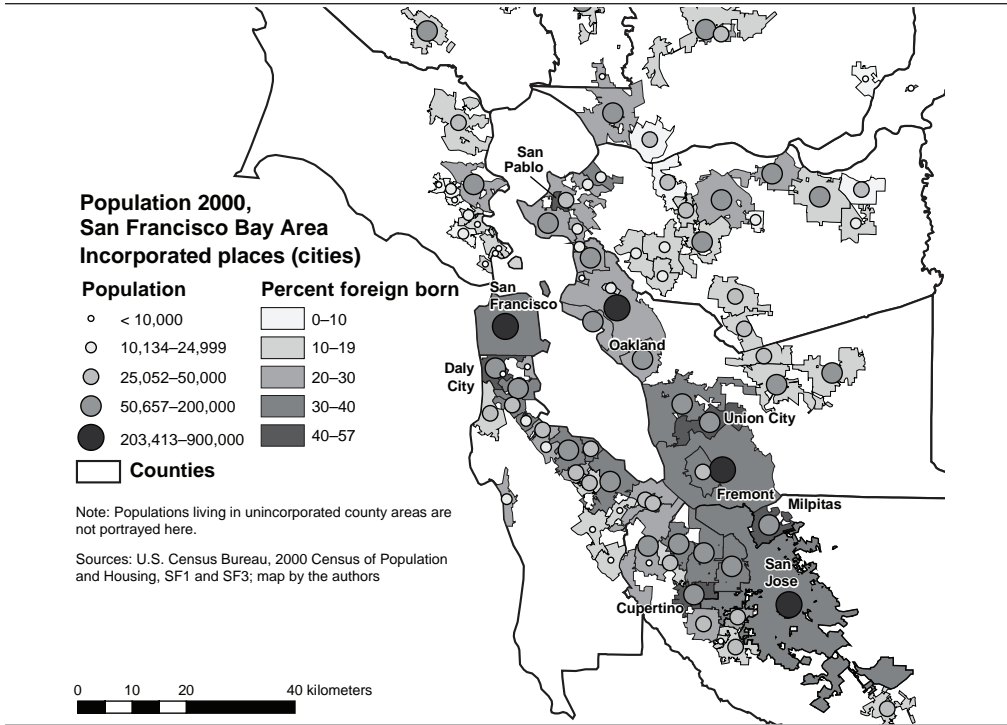 San
Pablo
Population 2000,
San Francisco Bay Area
Incorporated places (cities)
Population
< 10,000
10,134–24,999
25,052–50,000
50,657–200,000
203,413–900,000
Counties
Percent foreign born
0–10
10–19
20–30
30–40
40–57
Note: Populations living in unincorporated county areas are
not portrayed here.
Sources: U.S. Census Bureau, 2000 Census of Population
and Housing, SF1 and SF3; map by the authors
San
Francisco
Oakland
Daly
City
Union City
Fremont
Milpitas
San
Jose
Cupertino
0 10 20 40 kilometers